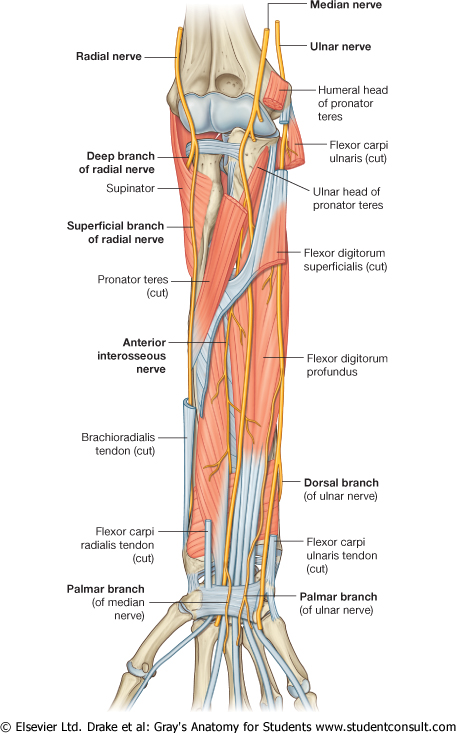 Median nerve
Radial nerve
Ulnar nerve
Humeral head
of pronator
teres
Flexor carpi
ulnaris (cut)
Deep branch
of radial nerve
Supinator
Ulnar head of
pronator teres
Superficial branch
of radial nerve
Flexor digitorum
superficialis (cut)
Pronator teres
(cut)
Anterior
interosseous
nerve
Flexor digitorum
profundus
Brachioradialis
tendon (cut)
Dorsal branch
(of ulnar nerve)
Flexor carpi
radialis tendon
(cut)
Flexor carpi
ulnaris tendon
(cut)
Palmar branch
(of median
nerve)
Palmar branch
(of ulnar nerve)
© Elsevier Ltd. Drake et al: Gray's Anatomy for Students www.studentconsult.com